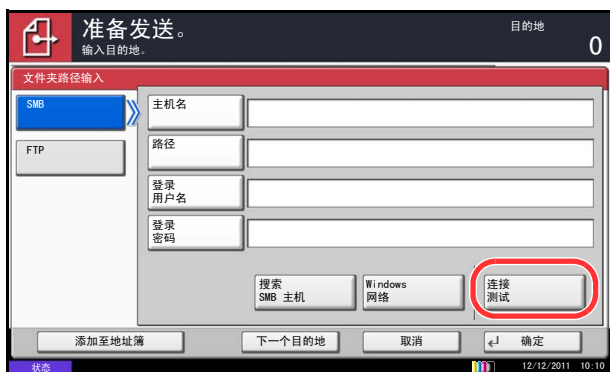 准备发送。
输入目的地。
目的地
0
文件夹路径输入
SMB
FTP
主机名
路径
登录
用户名
登录
密码
搜索
SMB 主机
Windows
网络
连接
测试
添加至地址簿
下一个目的地
取消
确定
状态
12/12/2011 10:10